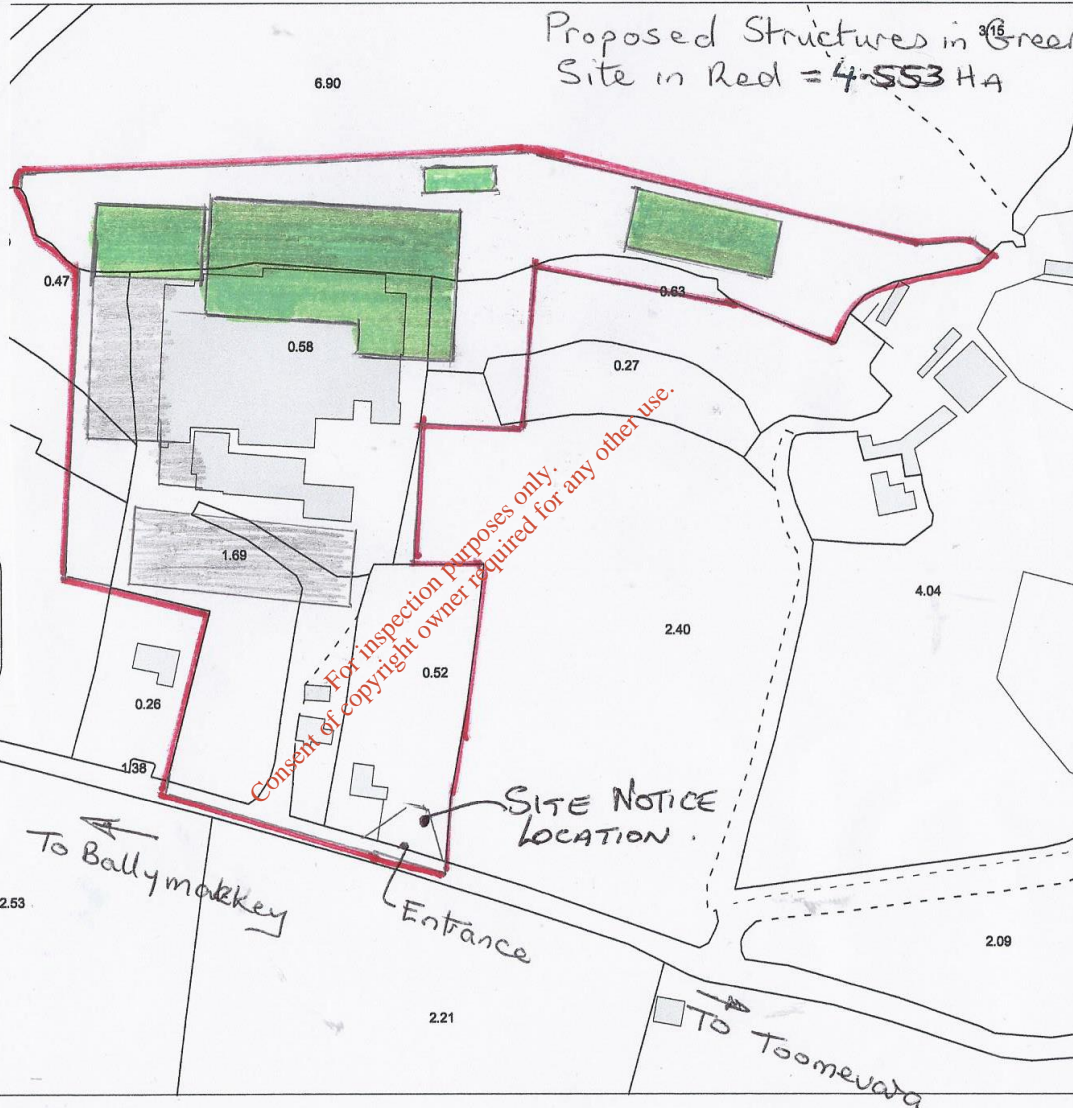 Proposed Structures in Green
315
Site in Red = 4.553 HA
6.90
0.47
0.63
0.58
0.27
1.69
4.04
2.40
0.52
0.26
1.38
For inspection purposes only.
Consent of copyright owner required for any other use.
SITE NOTICE
LOCATION.
To Ballymackey
Entrance
2.53
2.09
2.21
To Toomevara